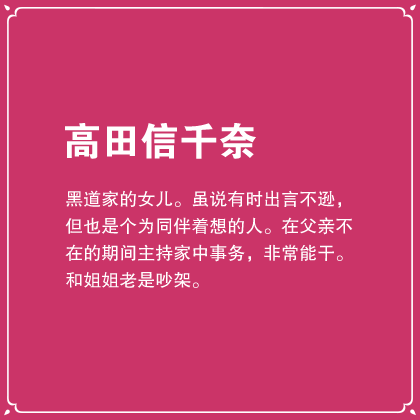 高田信千奈
黑道家的女儿。虽说有时出言不逊，
但也是个为同伴着想的人。在父亲不
在的期间主持家中事务，非常能干。
和姐姐老是吵架。